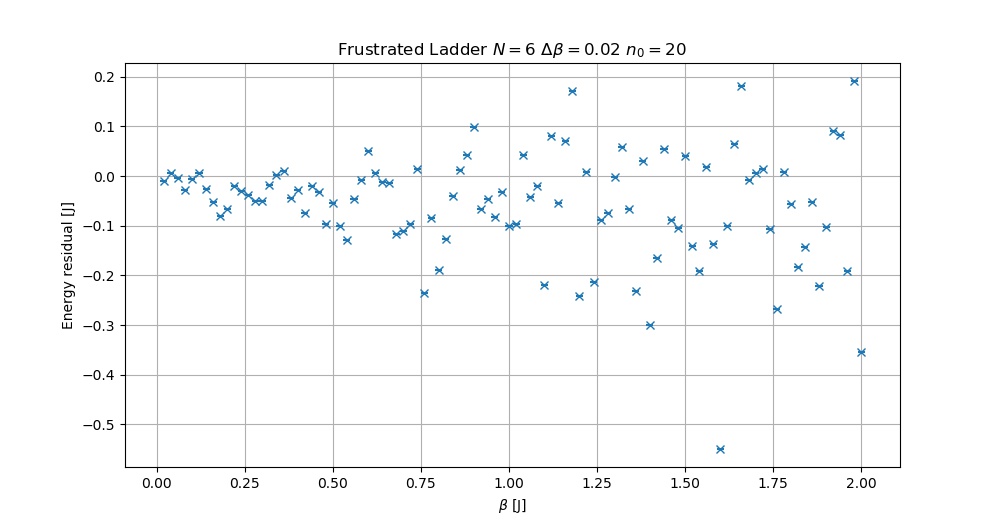 Frustrated Ladder N = 6 Δβ = 0.02 n₀ = 20
0.2
0.1
0.0
−0.1
−0.2
−0.3
−0.4
−0.5
Energy residual [J]
0.00 0.25 0.50 0.75 1.00 1.25 1.50 1.75 2.00
β [J]